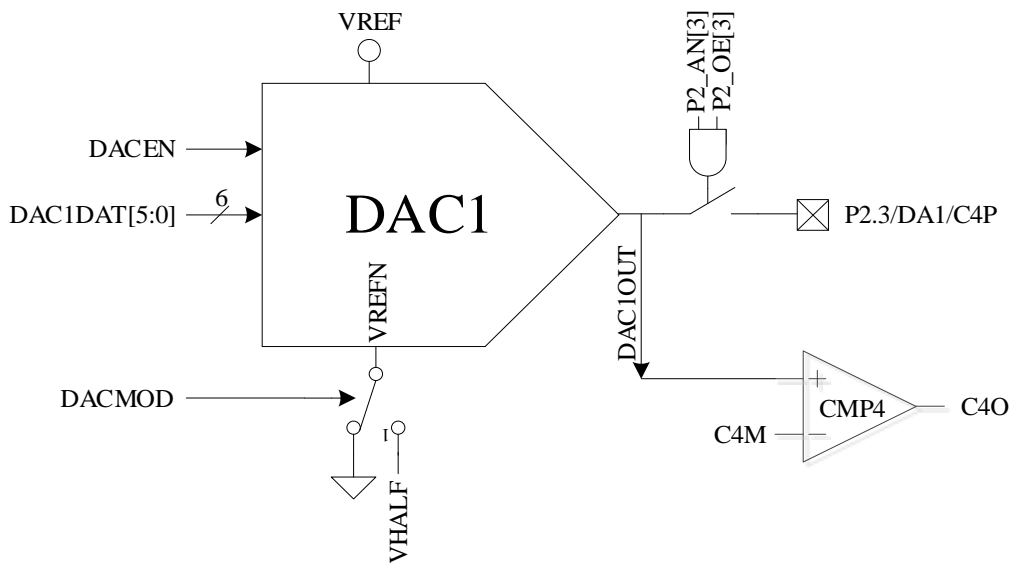 VREF
P2_AN[3]
P2_OE[3]
DACEN
6
DAC1DAT[5:0]
DAC1
P2.3/DA1/C4P
VREFN
DAC1OUT
DACMOD
+
CMP4
C4O
C4M
1
VHALF